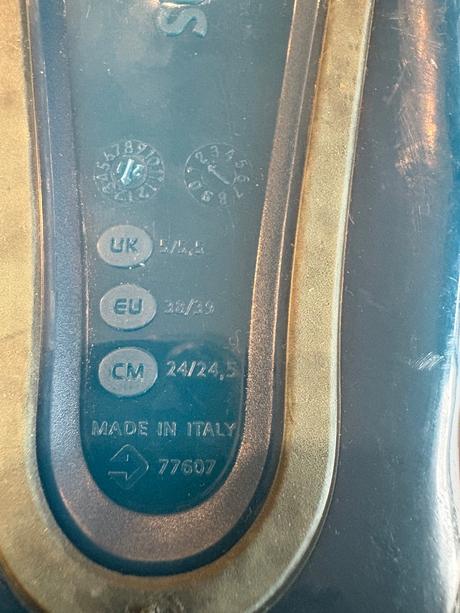 UK 5/5,5
EU 38/39
CM 24/24,5
MADE IN ITALY
77607